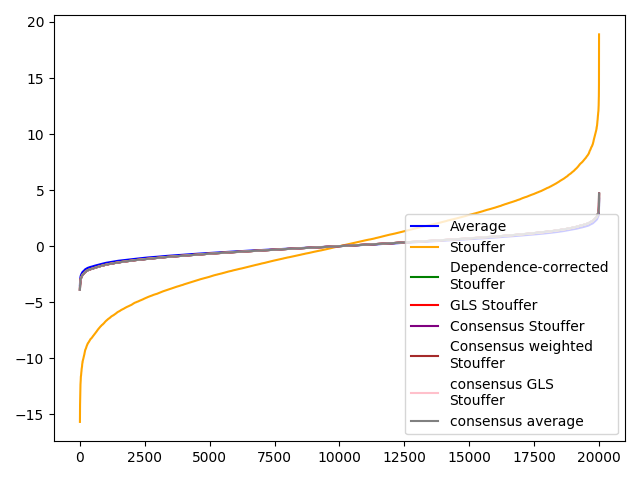 20
15
10
5
0
−5
−10
−15
0
2500
5000
7500
10000
12500
15000
17500
20000
Average
Stouffer
Dependence-corrected
Stouffer
GLS Stouffer
Consensus Stouffer
Consensus weighted
Stouffer
consensus GLS
Stouffer
consensus average